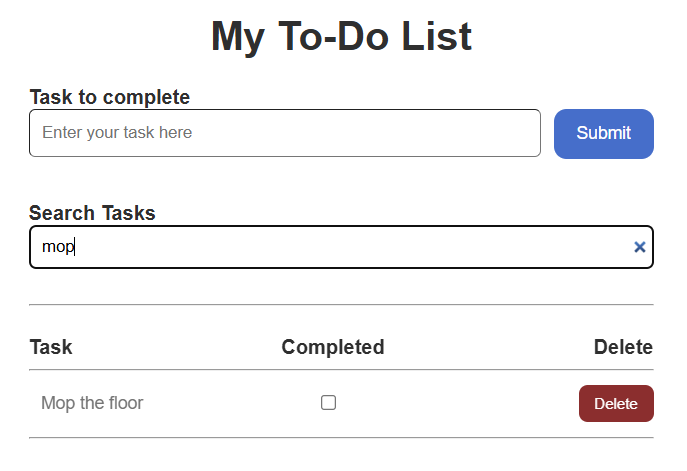 My To-Do List
Task to complete
Enter your task here
Submit
Search Tasks
mop
Task Completed Delete
Mop the floor Delete